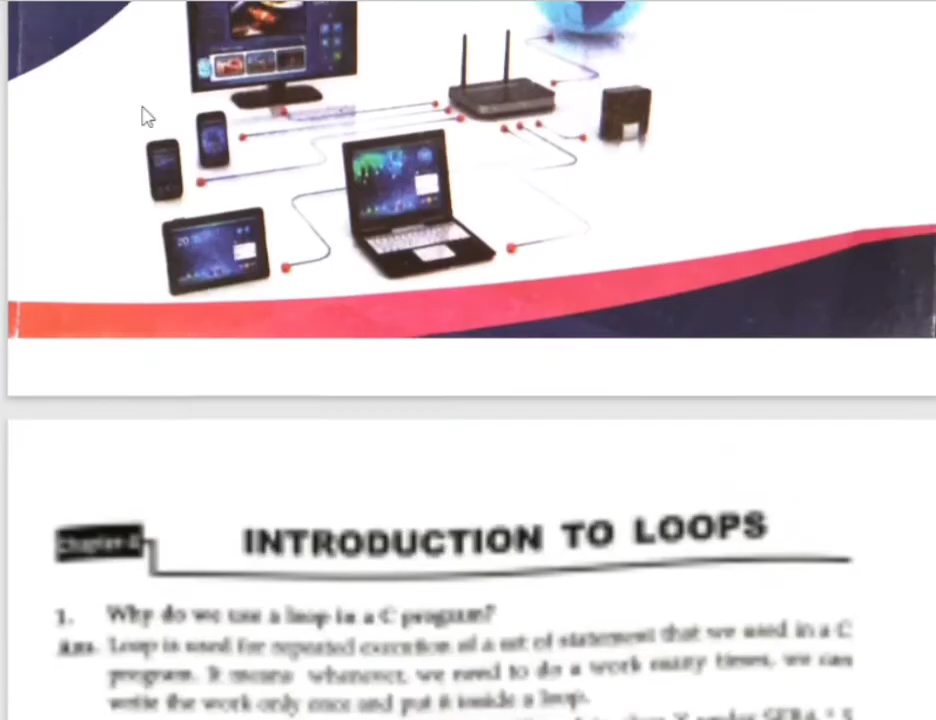 Chapter-
INTRODUCTION TO LOOPS
1. Why do we use a loop in a C program?
Ans. Loop is used for repeated execution of a set of statement that we used in a C
program. It means whenever, we need to do a work many times, we can
write the work only once and put it inside a loop.